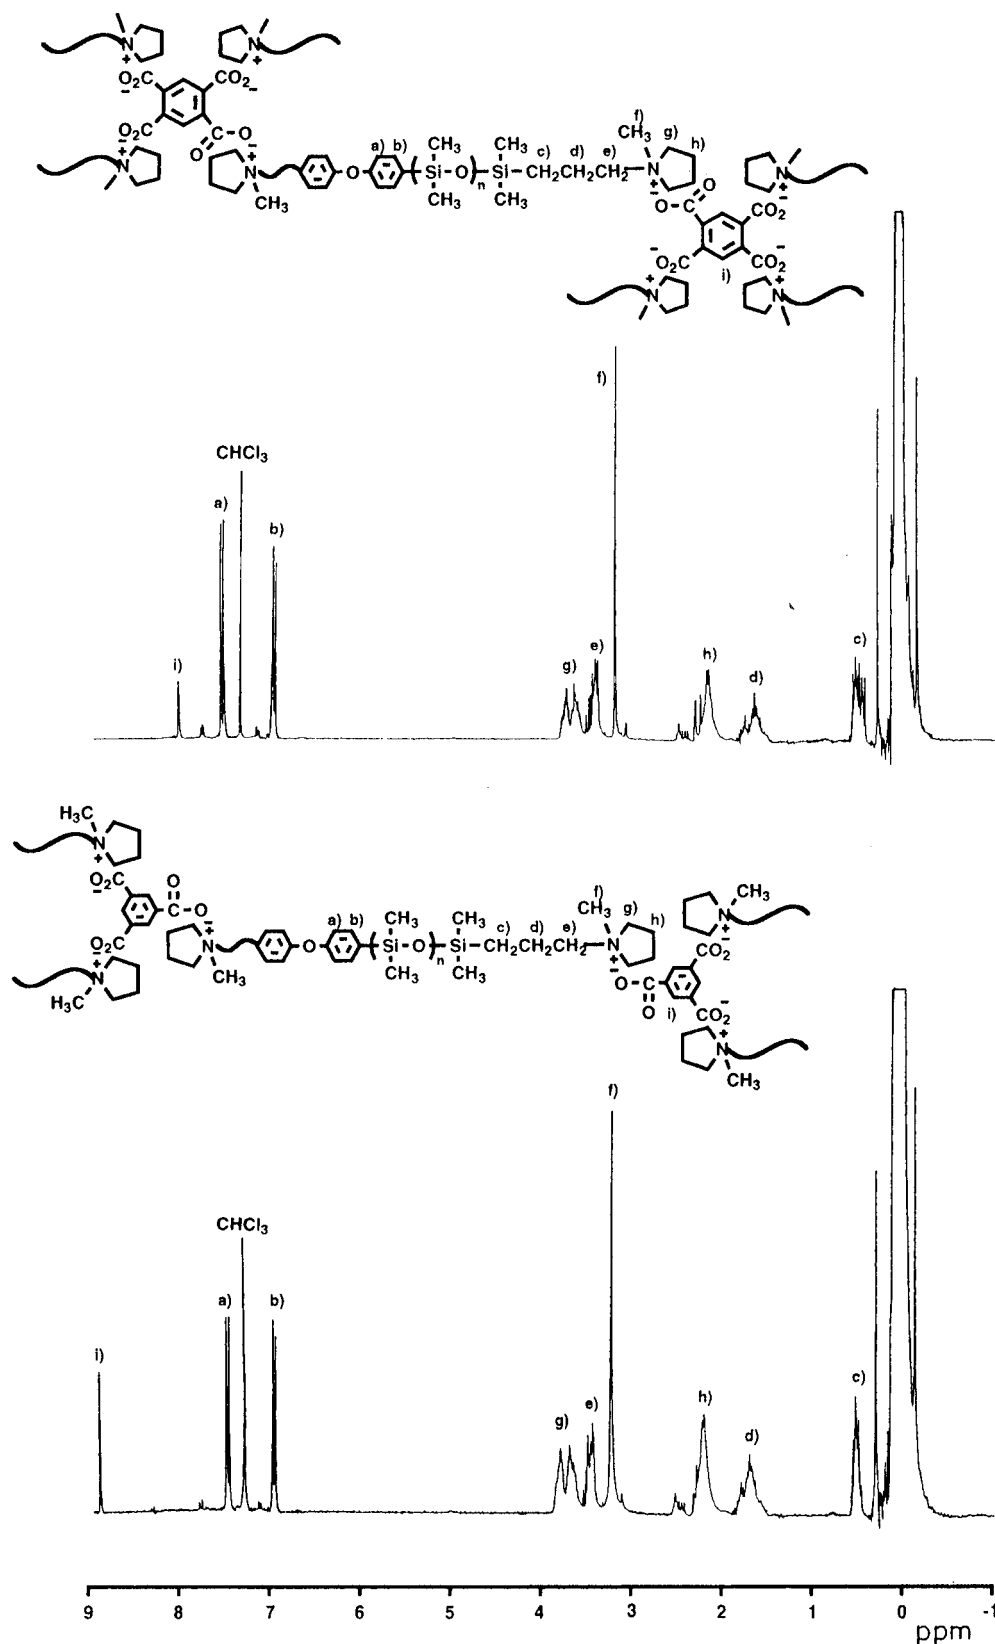 CO₂⁻ CO₂⁻
O₂C
O₂C
C-O
O
CH₃
N⁺
a) b) CH₃ CH₃ c) d) e) f) CH₃ g) h)
O (Si-O)n Si-CH₂CH₂CH₂-N
CH₃ CH₃
O-C O
CO₂⁻
O₂C CO₂⁻
i)
f)
CHCl₃
a)
b)
i)
g)
e)
h)
d)
c)
H₃C
N⁺
O₂C O
C-O
O₂C
N CH₃
H₃C
a) b) CH₃ CH₃ c) d) e) f) CH₃ g) h)
O (Si-O)n Si-CH₂CH₂CH₂-N
CH₃ CH₃
N-CH₃
CO₂⁻
O-C
O i) CO₂⁻
N⁺
CH₃
f)
CHCl₃
a)
b)
i)
g)
e)
h)
d)
c)
9 8 7 6 5 4 3 2 1 0 -1
ppm